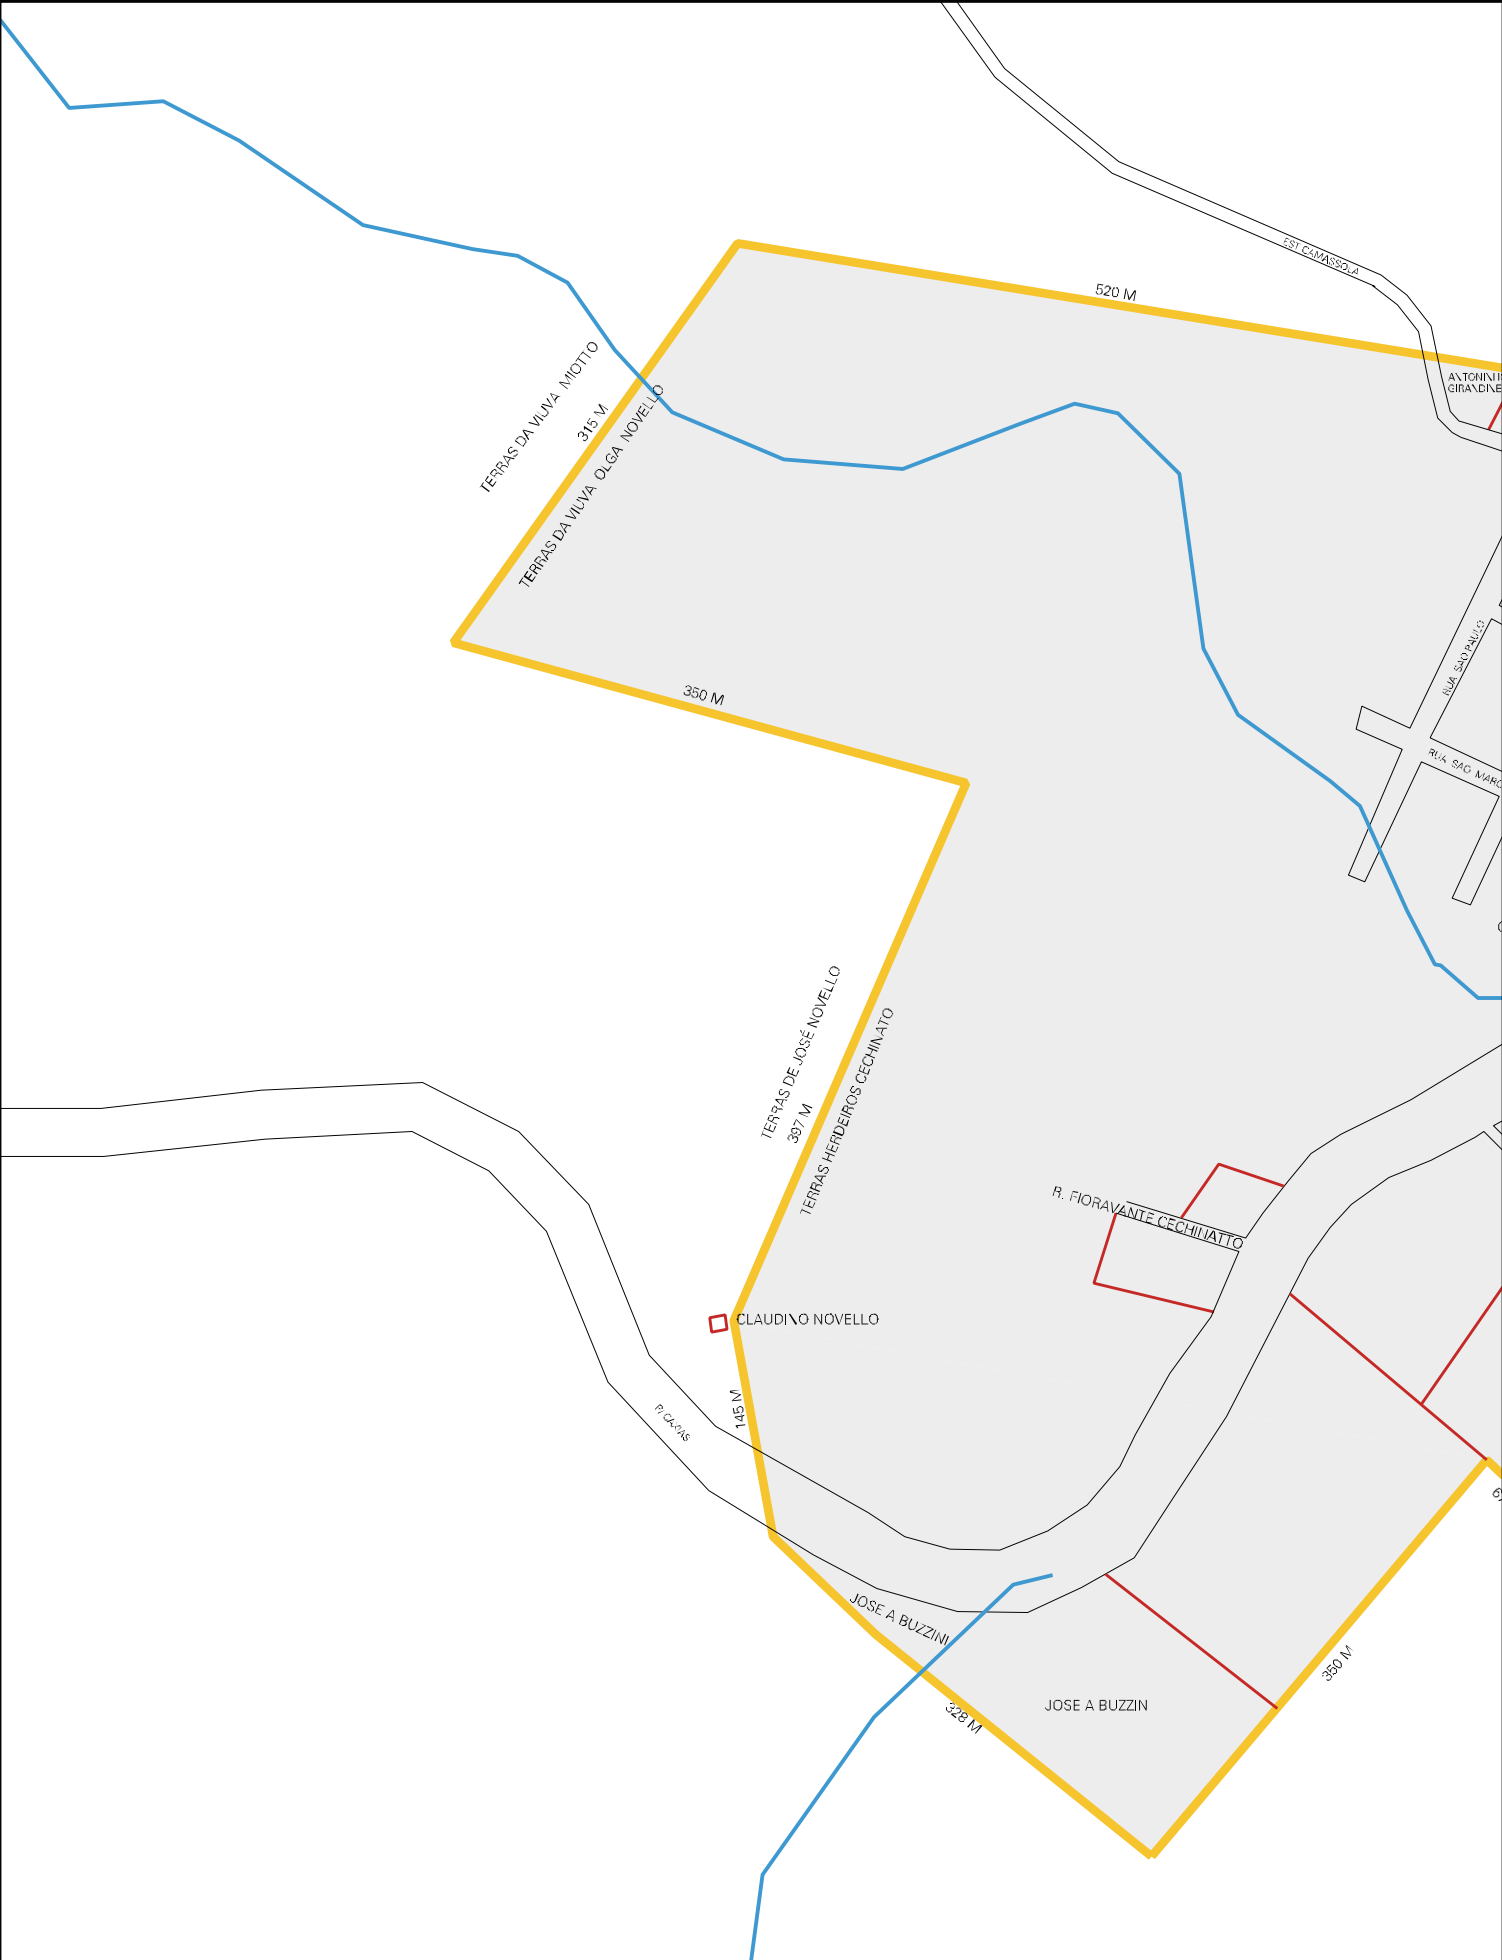 EST CAMASSOLA
520 M
TERRAS DA VIUVA MIOTTO
315 M
TERRAS DA VIUVA OLGA NOVELLO
RUA SAO PAULO
350 M
RUA SAO MARC
TERRAS DE JOSÉ NOVELLO
397 M
TERRAS HERDEIROS CECHINATO
R. FIORAVANTE CECHINATTO
CLAUDINO NOVELLO
145 M
P/ CAXIAS
JOSE A BUZZINI
350 M
JOSE A BUZZIN
328 M